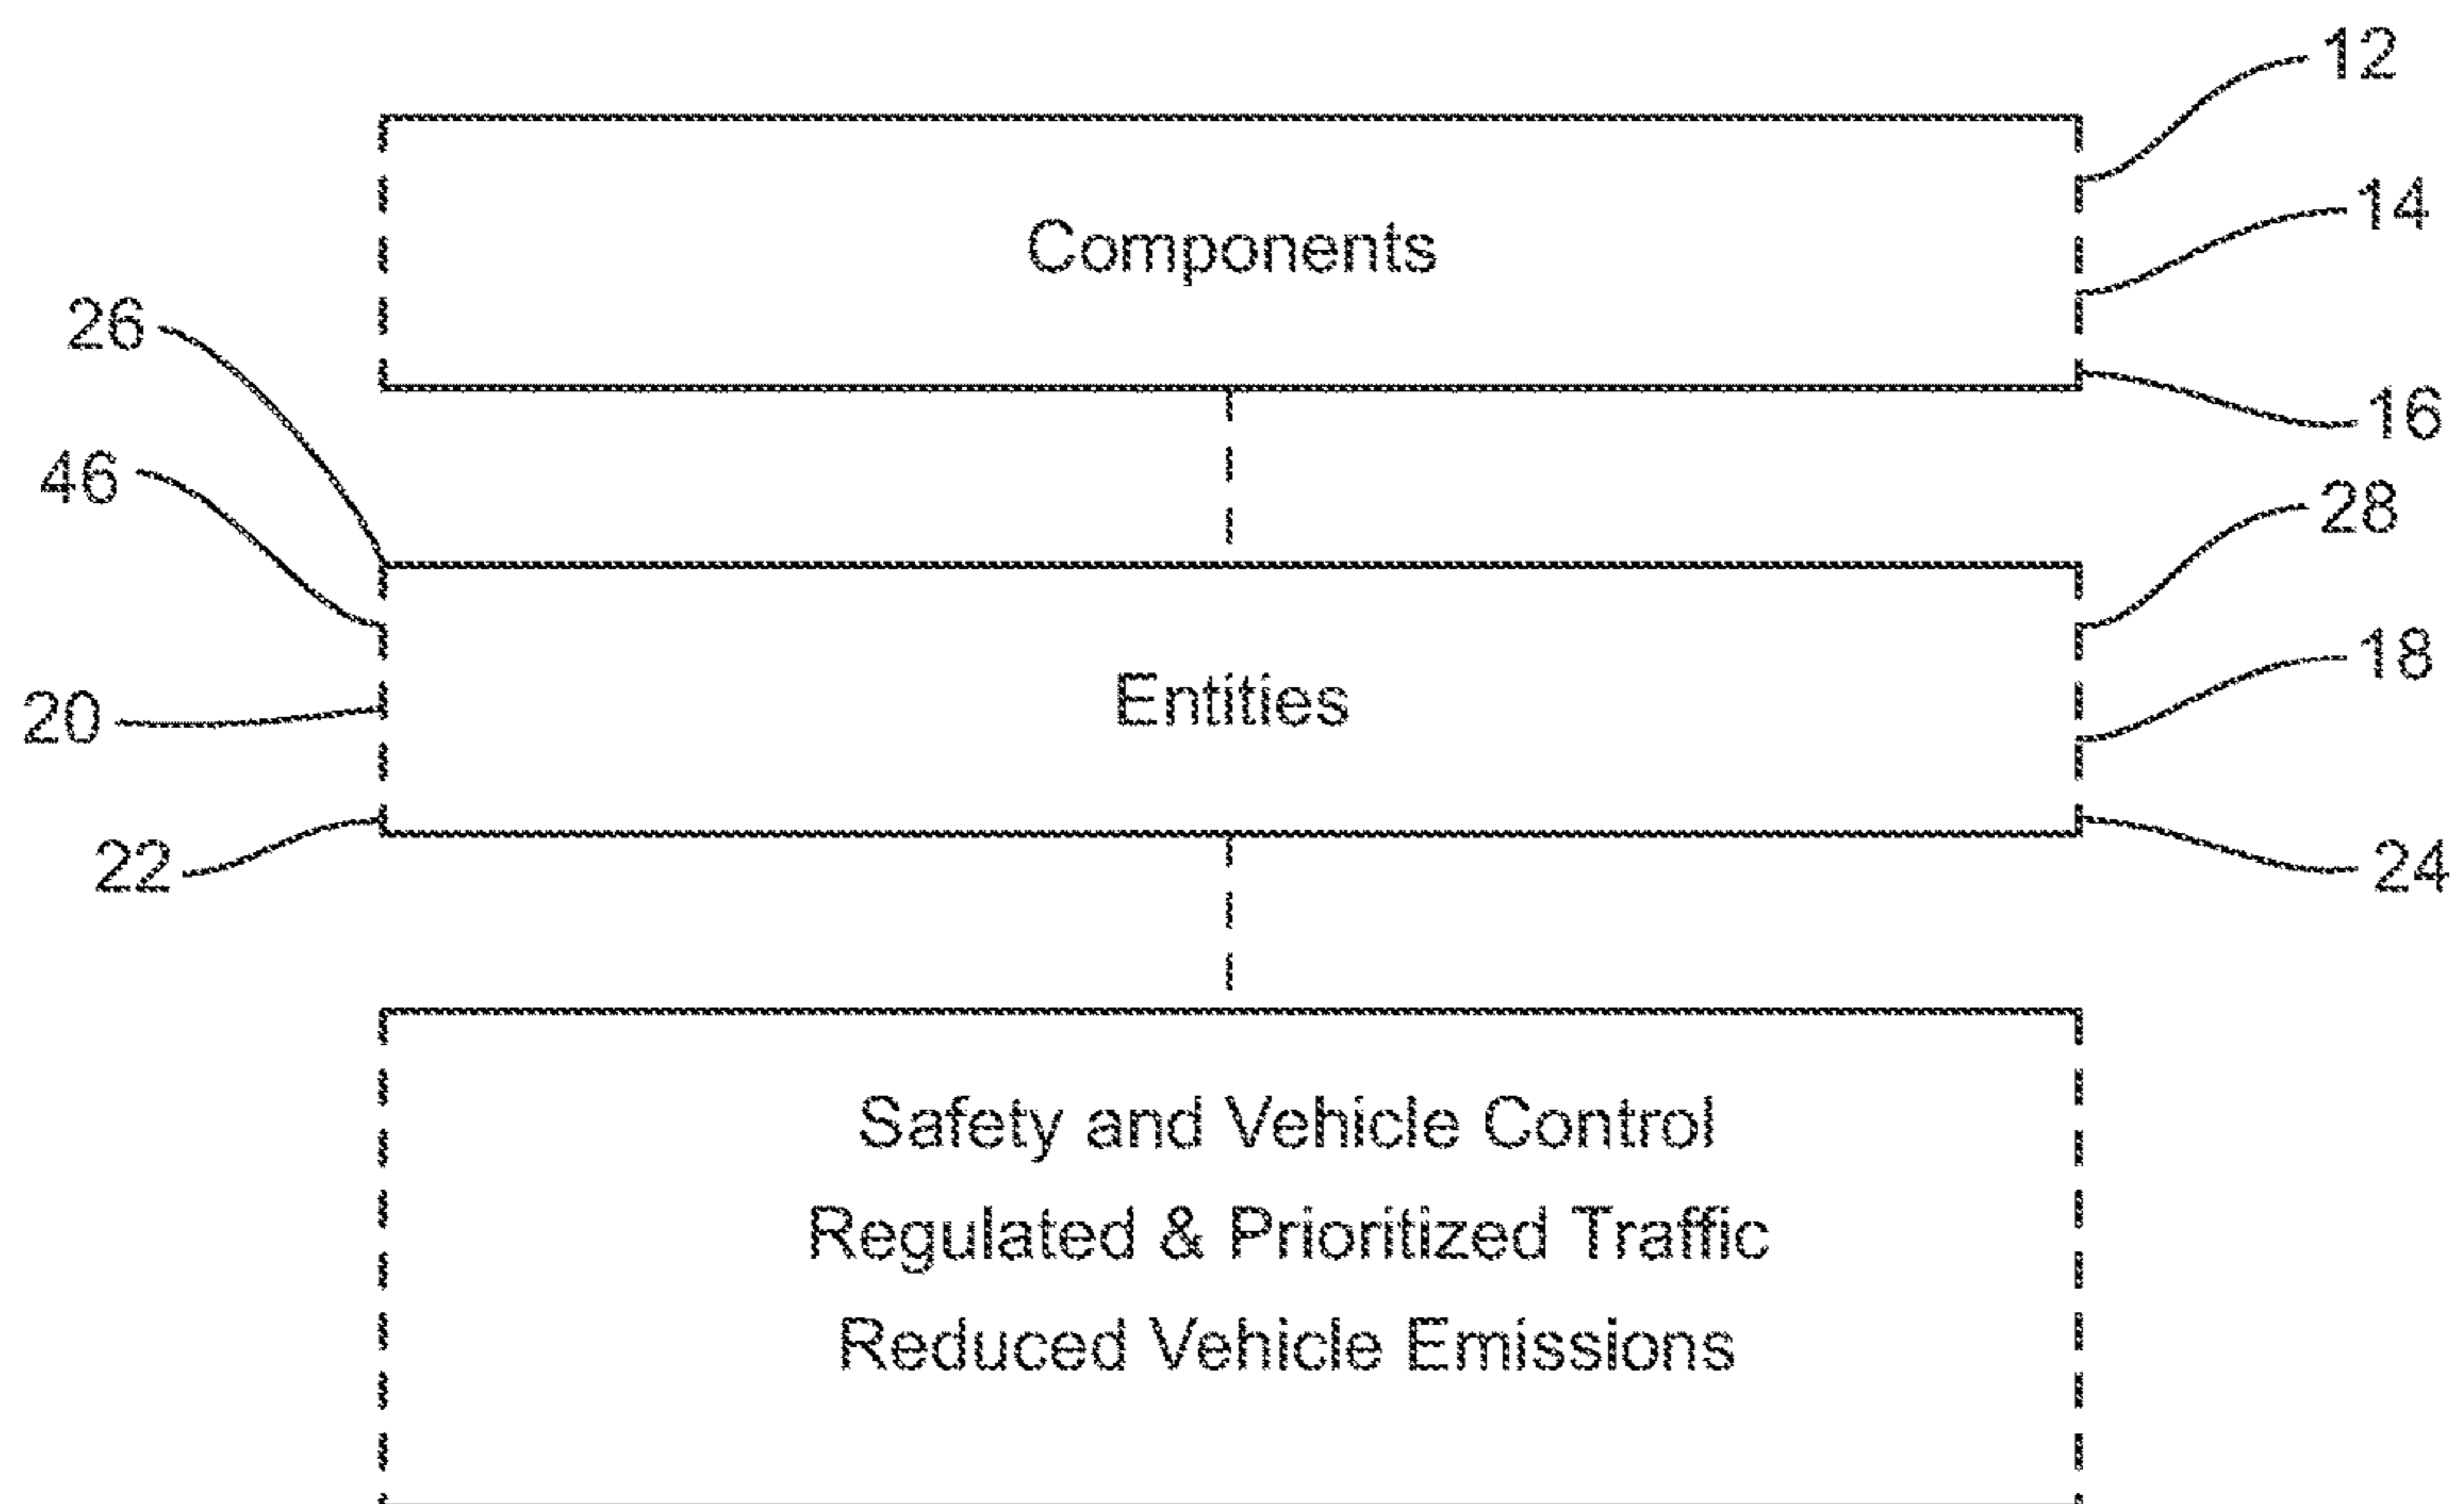 12
Components
14
26
16
46
28
Entities
18
20
22
24
Safety and Vehicle Control
Regulated & Prioritized Traffic
Reduced Vehicle Emissions